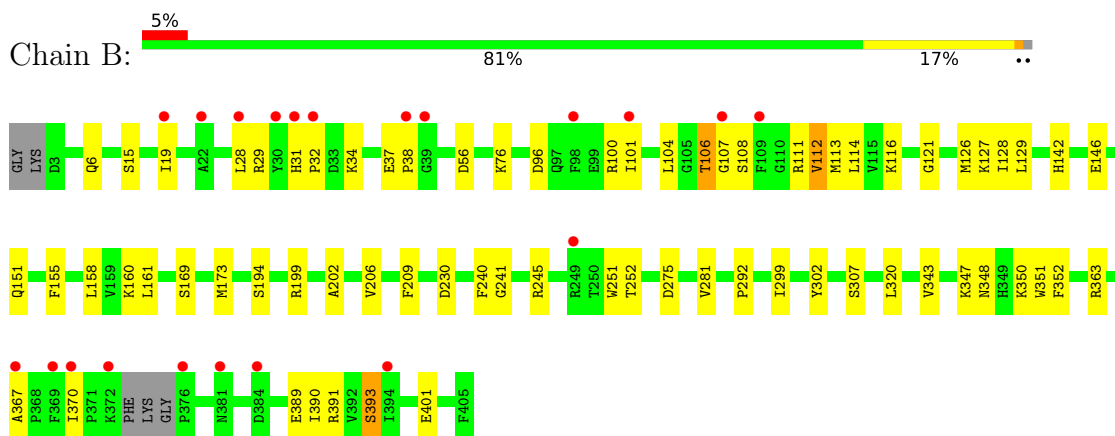 5%
Chain B:
81% 17% ••
GLY LYS D3 Q6 S15 I19 A22 L28 R29 Y30 H31 P32 D33 K34 E37 P38 G39 D56 K76 D96 Q97 F98 E99 R100 I101 L104 G105 T106 G107 S108 F109 G110 R111 V112 M113 L114 V115 K116 G121 M126 K127 I128 L129 H142 E146
Q151 F155 L158 V159 K160 L161 S169 M173 S194 R199 A202 V206 F209 D230 F240 G241 R245 R249 T250 W251 T252 D275 V281 P292 I299 Y302 S307 L320 V343 K347 N348 H349 K350 W351 F352 R363
A367 P368 F369 I370 P371 K372 PHE LYS GLY P376 N381 D384 E389 I390 R391 V392 S393 I394 E401 F405